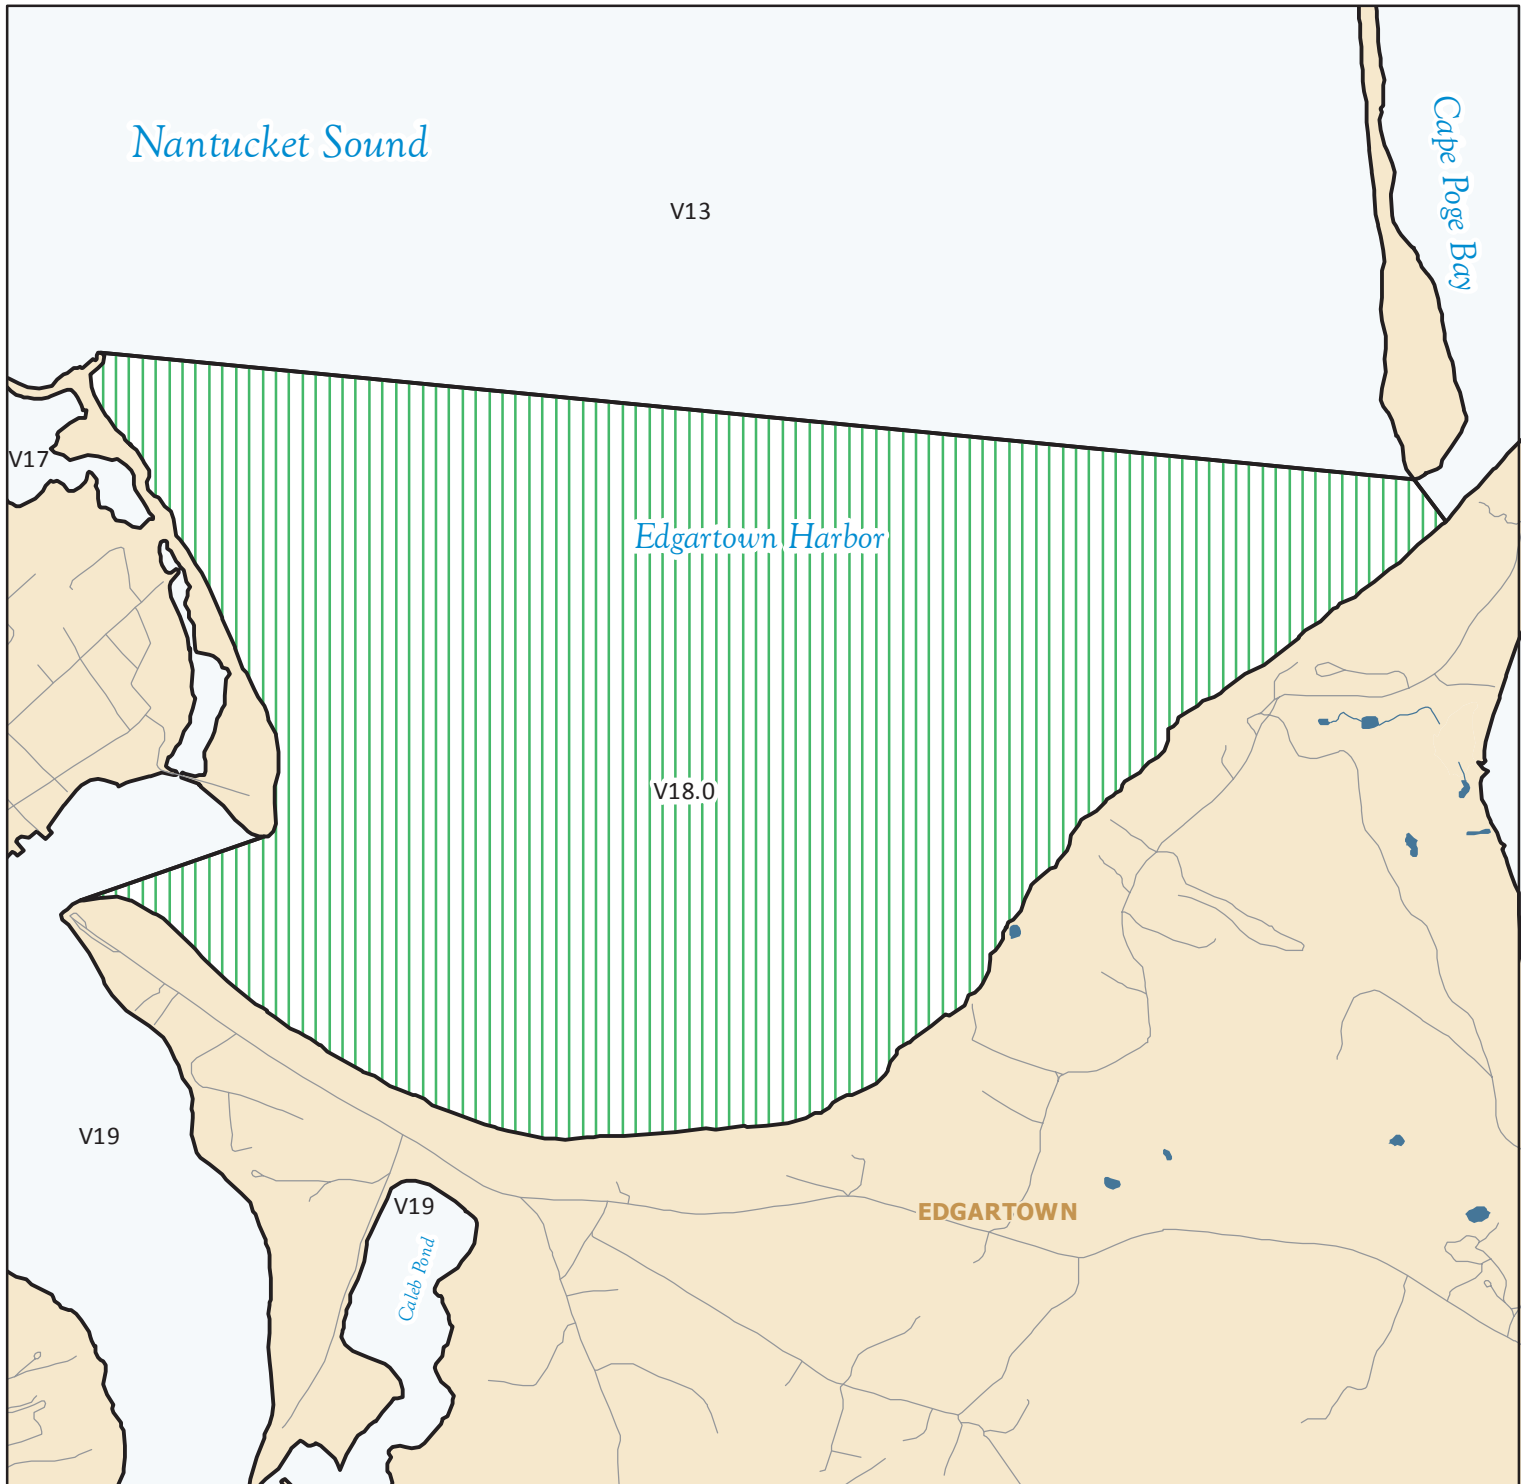 Nantucket Sound
Cape Poge Bay
V13
V17
Edgartown Harbor
V18.0
V19
V19
Caleb Pond
EDGARTOWN